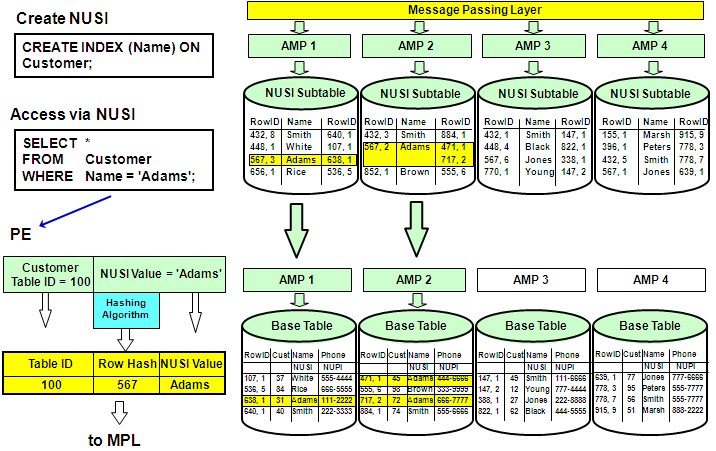 Create NUSI
CREATE INDEX (Name) ON
Customer;
Access via NUSI
SELECT *
FROM Customer
WHERE Name = 'Adams';
PE
Customer
Table ID = 100
NUSI Value = 'Adams'
Hashing
Algorithm
Table ID Row Hash NUSI Value
100 567 Adams
to MPL
Message Passing Layer
AMP 1 AMP 2 AMP 3 AMP 4
NUSI Subtable
RowID Name RowID
432, 8 Smith 640, 1
448, 1 White 107, 1
567, 3 Adams 638, 1
656, 1 Rice 536, 5
NUSI Subtable
RowID Name RowID
432, 3 Smith 884, 1
567, 2 Adams 471, 1
717, 2
852, 1 Brown 555, 6
NUSI Subtable
RowID Name RowID
432, 1 Smith 147, 1
448, 4 Black 822, 1
567, 6 Jones 338, 1
770, 1 Young 147, 2
NUSI Subtable
RowID Name RowID
155, 1 Marsh 915, 9
396, 1 Peters 778, 3
432, 5 Smith 778, 7
567, 1 Jones 639, 1
AMP 1 AMP 2 AMP 3 AMP 4
Base Table
RowID Cust Name Phone
NUSI NUPI
107, 1 37 White 555-4444
536, 5 84 Rice 666-5555
638, 1 31 Adams 111-2222
640, 1 40 Smith 222-3333
Base Table
RowID Cust Name Phone
NUSI NUPI
471, 1 45 Adams 444-6666
555, 6 98 Brown 333-9999
717, 2 72 Adams 666-7777
884, 1 74 Smith 555-6666
Base Table
RowID Cust Name Phone
NUSI NUPI
147, 1 49 Smith 111-6666
147, 2 12 Young 777-4444
388, 1 27 Jones 222-8888
822, 1 62 Black 444-5555
Base Table
RowID Cust Name Phone
NUSI NUPI
639, 1 77 Jones 777-6666
778, 3 95 Peters 555-7777
778, 7 56 Smith 555-7777
915, 9 51 Marsh 888-2222